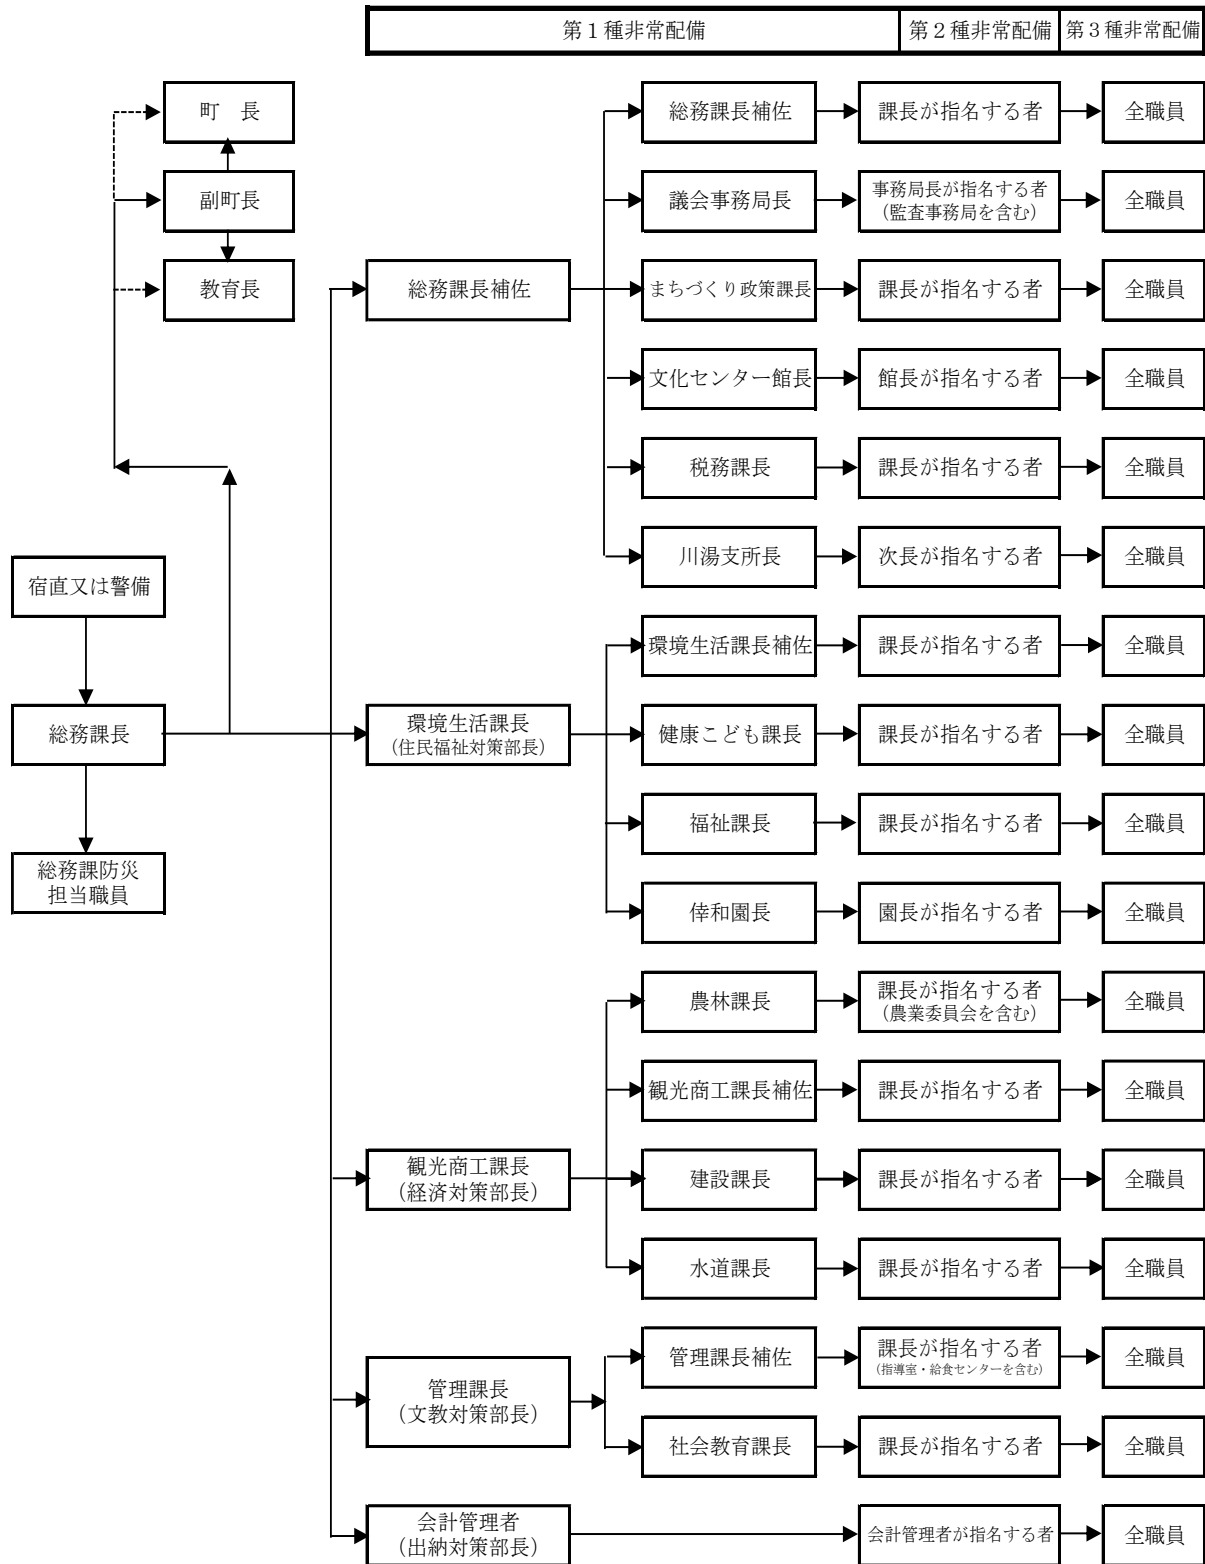 第１種非常配備
第２種非常配備
第３種非常配備
町　長
副町長
教育長
宿直又は警備
総務課長
総務課防災
担当職員
総務課長補佐
総務課長補佐
課長が指名する者
全職員
議会事務局長
事務局長が指名する者
（監査事務局を含む）
全職員
まちづくり政策課長
課長が指名する者
全職員
文化センター館長
館長が指名する者
全職員
税務課長
課長が指名する者
全職員
川湯支所長
次長が指名する者
全職員
環境生活課長
（住民福祉対策部長）
環境生活課長補佐
課長が指名する者
全職員
健康こども課長
課長が指名する者
全職員
福祉課長
課長が指名する者
全職員
倖和園長
園長が指名する者
全職員
観光商工課長
（経済対策部長）
農林課長
課長が指名する者
（農業委員会を含む）
全職員
観光商工課長補佐
課長が指名する者
全職員
建設課長
課長が指名する者
全職員
水道課長
課長が指名する者
全職員
管理課長
（文教対策部長）
管理課長補佐
課長が指名する者
（指導室・給食センターを含む）
全職員
社会教育課長
課長が指名する者
全職員
会計管理者
（出納対策部長）
会計管理者が指名する者
全職員